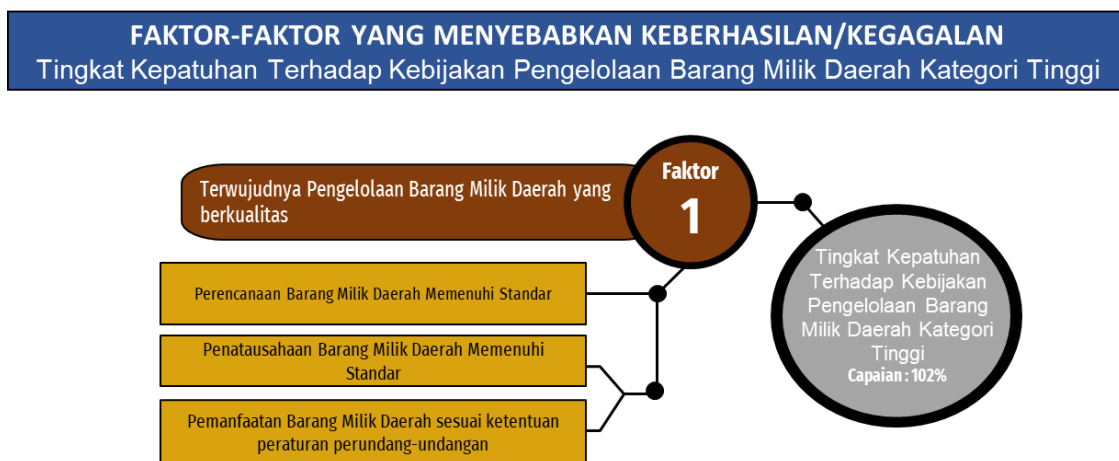 FAKTOR-FAKTOR YANG MENYEBABKAN KEBERHASILAN/KEGAGALAN
Tingkat Kepatuhan Terhadap Kebijakan Pengelolaan Barang Milik Daerah Kategori Tinggi
Terwujudnya Pengelolaan Barang Milik Daerah yang
berkualitas
Faktor
1
Perencanaan Barang Milik Daerah Memenuhi Standar
Penatausahaan Barang Milik Daerah Memenuhi
Standar
Pemanfaatan Barang Milik Daerah sesuai ketentuan
peraturan perundang-undangan
Tingkat Kepatuhan
Terhadap Kebijakan
Pengelolaan Barang
Milik Daerah Kategori
Tinggi
Capaian : 102%